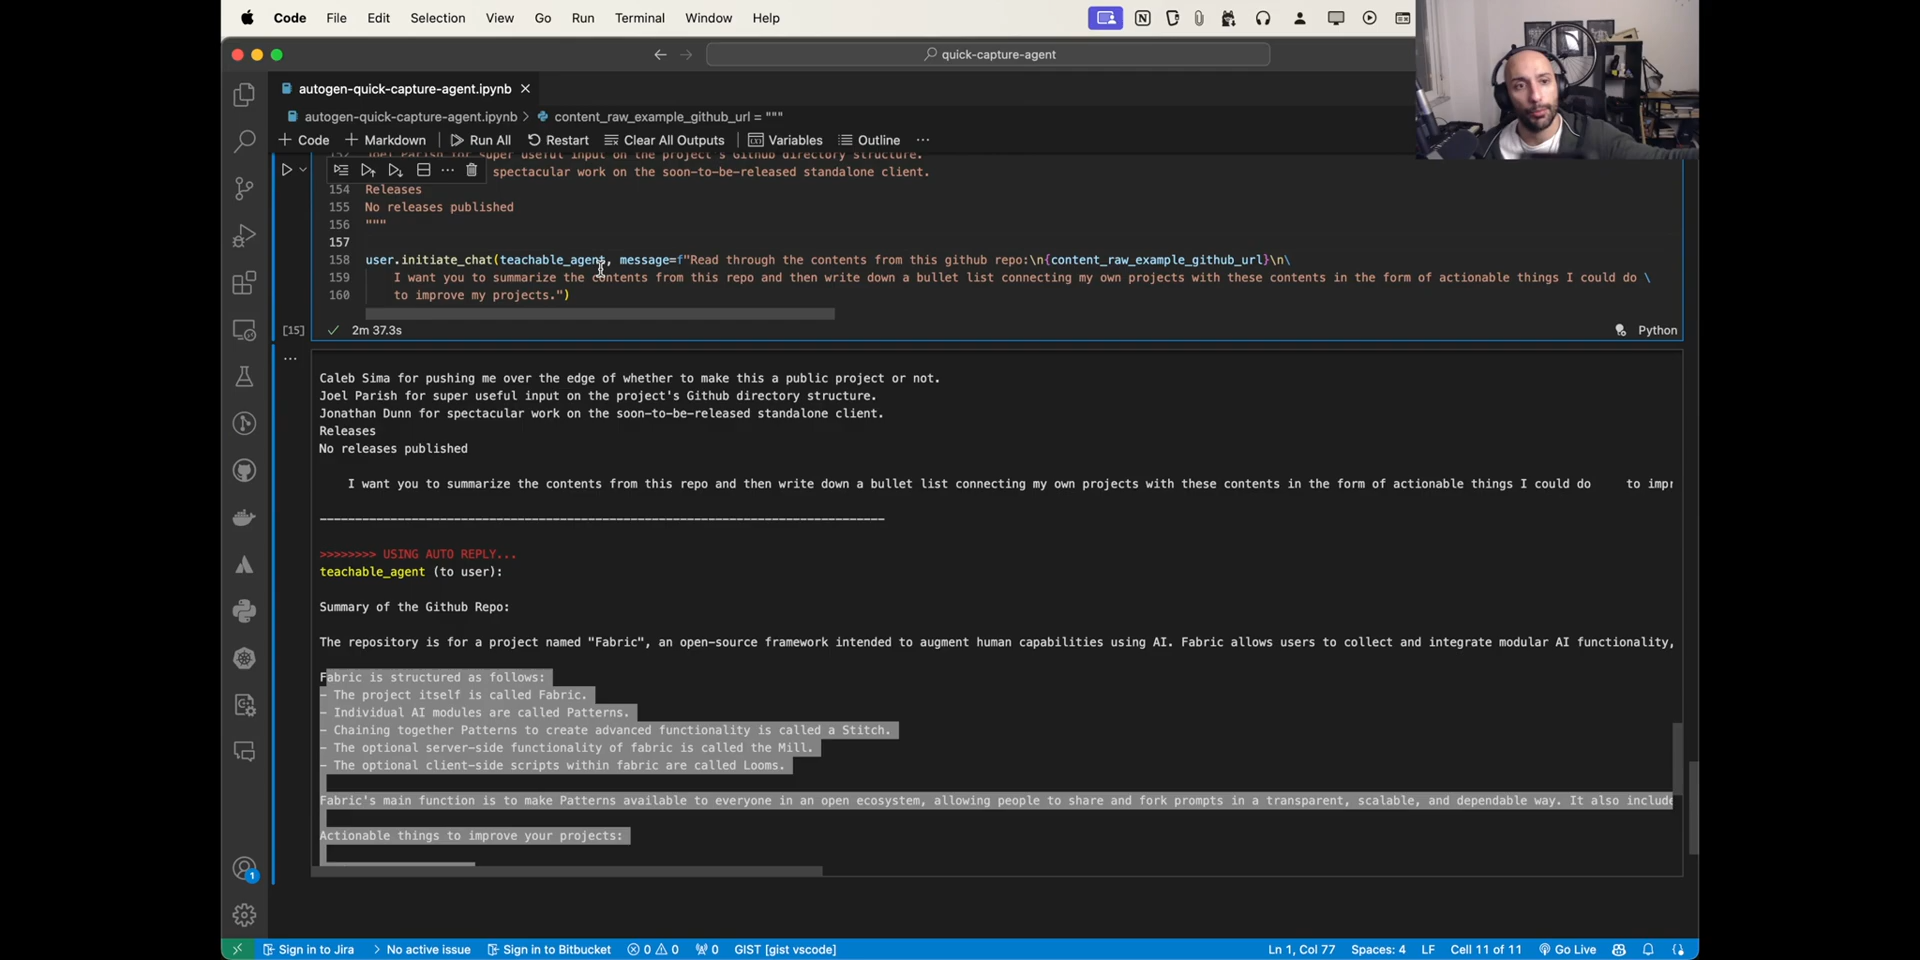 Code File Edit Selection View Go Run Terminal Window Help
quick-capture-agent
autogen-quick-capture-agent.ipynb
autogen-quick-capture-agent.ipynb > content_raw_example_github_url = """
+ Code + Markdown Run All Restart Clear All Outputs Variables Outline ...
152 Joel Parish for super useful input on the project's Github directory structure.
spectacular work on the soon-to-be-released standalone client.
154 Releases
155 No releases published
156 """
157
158 user.initiate_chat(teachable_agent, message=f"Read through the contents from this github repo:\n{content_raw_example_github_url}\n\
159 I want you to summarize the contents from this repo and then write down a bullet list connecting my own projects with these contents in the form of actionable things I could do \
160 to improve my projects.")
[15] 2m 37.3s Python
...
Caleb Sima for pushing me over the edge of whether to make this a public project or not.
Joel Parish for super useful input on the project's Github directory structure.
Jonathan Dunn for spectacular work on the soon-to-be-released standalone client.
Releases
No releases published
I want you to summarize the contents from this repo and then write down a bullet list connecting my own projects with these contents in the form of actionable things I could do to impr
--------------------------------------------------------------------------------
>>>>>>>> USING AUTO REPLY...
teachable_agent (to user):
Summary of the Github Repo:
The repository is for a project named "Fabric", an open-source framework intended to augment human capabilities using AI. Fabric allows users to collect and integrate modular AI functionality,
Fabric is structured as follows:
- The project itself is called Fabric.
- Individual AI modules are called Patterns.
- Chaining together Patterns to create advanced functionality is called a Stitch.
- The optional server-side functionality of fabric is called the Mill.
- The optional client-side scripts within fabric are called Looms.
Fabric's main function is to make Patterns available to everyone in an open ecosystem, allowing people to share and fork prompts in a transparent, scalable, and dependable way. It also include
Actionable things to improve your projects:
1
Sign in to Jira > No active issue Sign in to Bitbucket 0 0 0 GIST [gist vscode] Ln 1, Col 77 Spaces: 4 LF Cell 11 of 11 Go Live